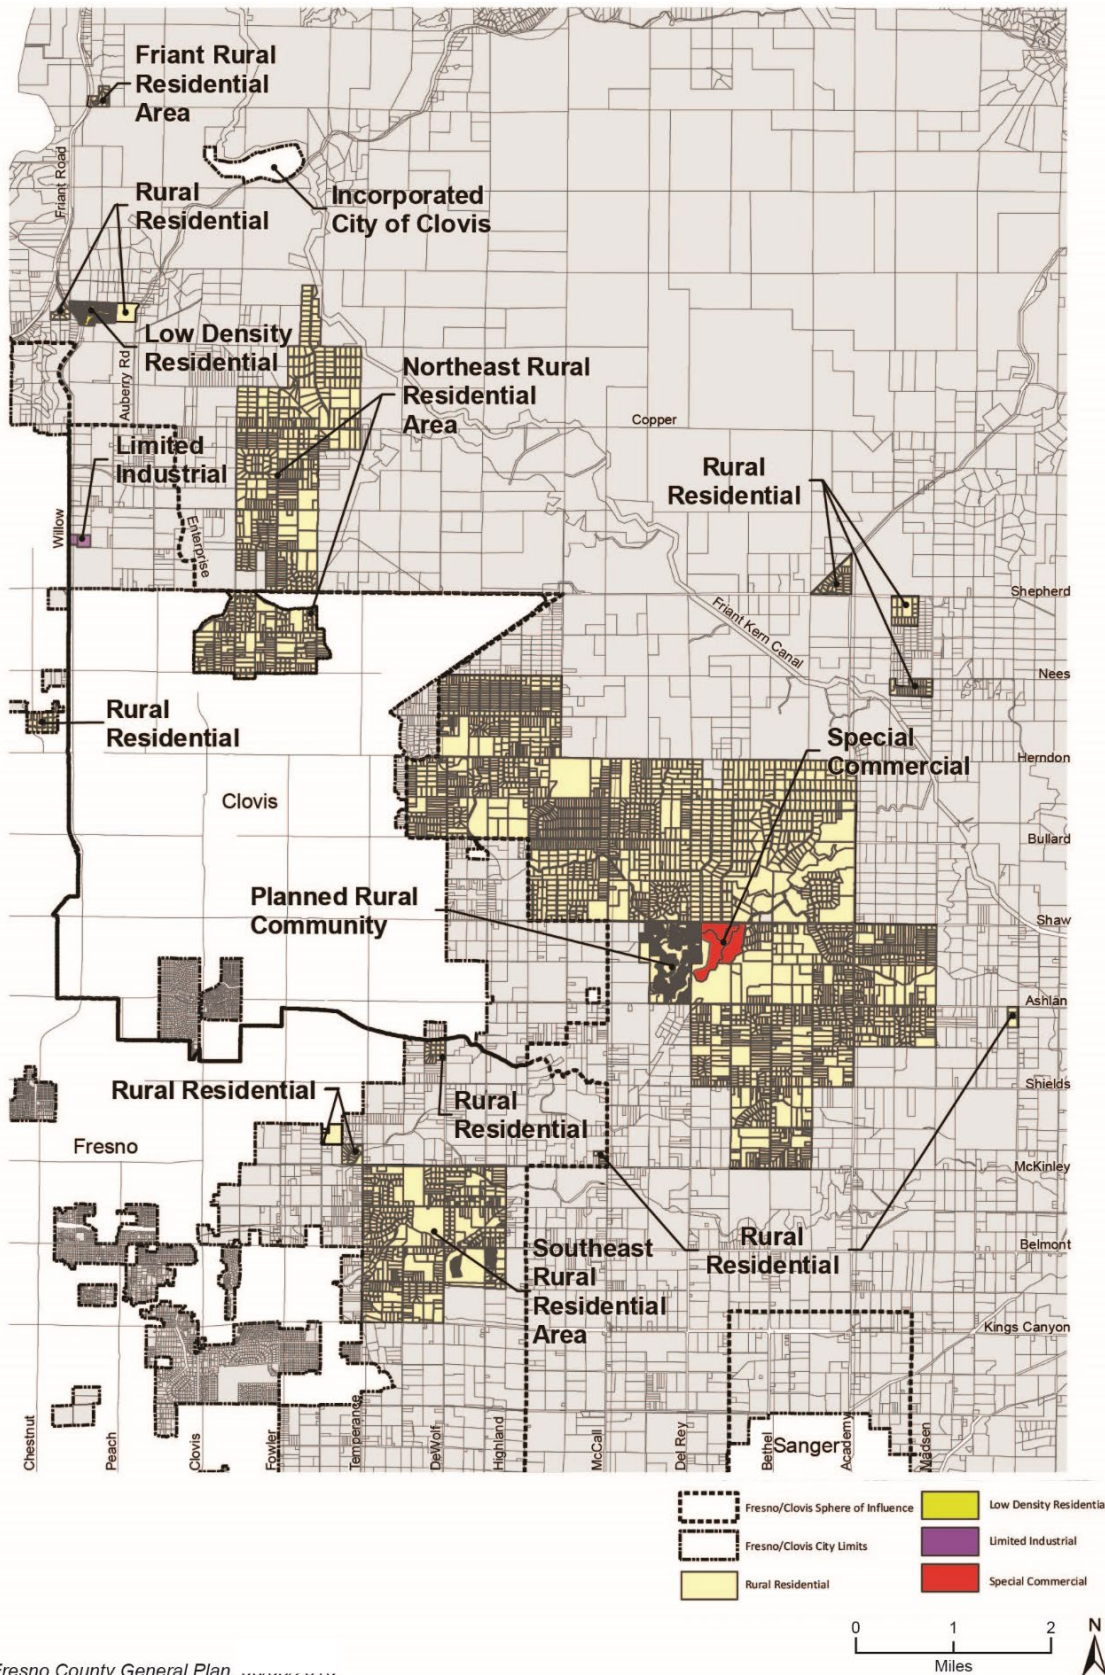 Friant Rural
Residential
Area
Friant Road
Rural
Residential
Incorporated
City of Clovis
Low Density
Residential
Auberry Rd
Northeast Rural
Residential
Area
Copper
Limited
Industrial
Rural
Residential
Willow
Enterprise
Shepherd
Friant Kern Canal
Nees
Rural
Residential
Special
Commercial
Herndon
Clovis
Bullard
Planned Rural
Community
Shaw
Ashlan
Rural Residential
Rural
Residential
Shields
Fresno
McKinley
Rural
Residential
Belmont
Southeast
Rural
Residential
Area
Kings Canyon
Chestnut
Peach
Clovis
Fowler
Temperance
DeWolf
Highland
McCall
Del Rey
Bethel
Sanger
Academy
Madsen
Fresno/Clovis Sphere of Influence
Low Density Residentia
Fresno/Clovis City Limits
Limited Industrial
Rural Residential
Special Commercial
0 1 2
Miles
N
resno County General Plan,